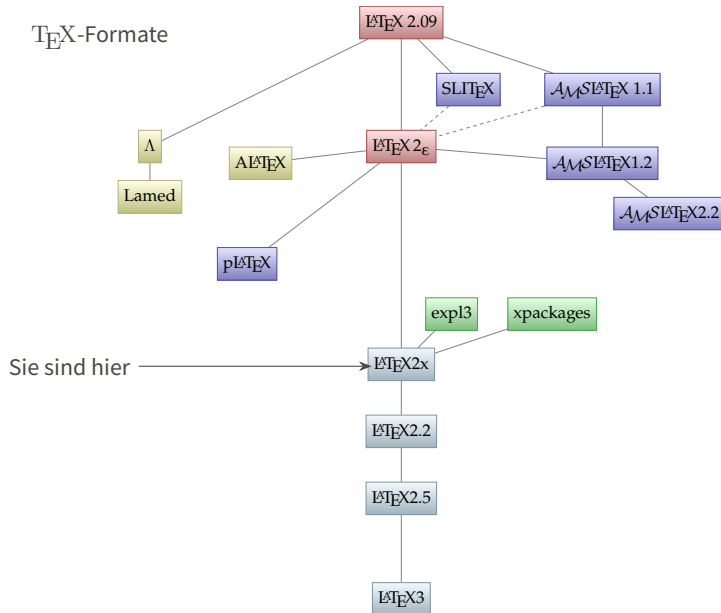 LATEX 2.09
TEX-Formate
SLITEX
AMSLATEX 1.1
Λ
ALATEX
LATEX 2ε
AMSLATEX1.2
Lamed
AMSLATEX2.2
pLATEX
expl3
xpackages
Sie sind hier
LATEX2x
LATEX2.2
LATEX2.5
LATEX3